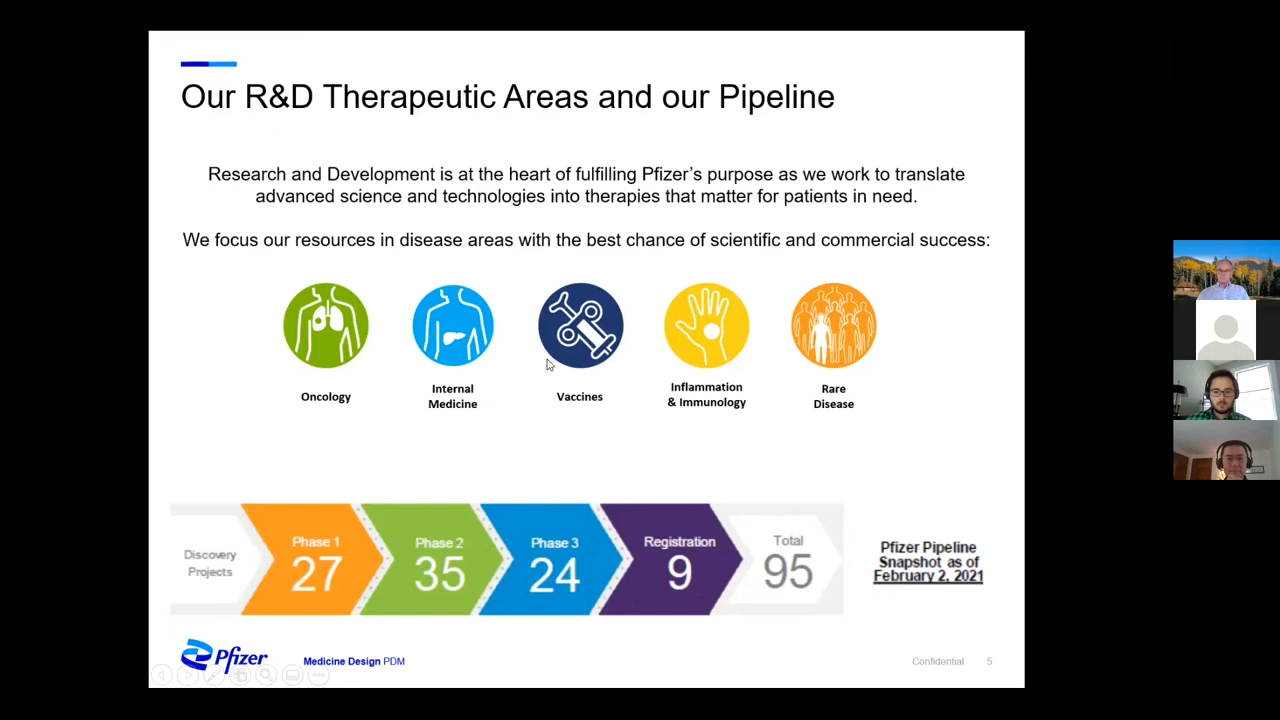 Our R&D Therapeutic Areas and our Pipeline
Research and Development is at the heart of fulfilling Pfizer’s purpose as we work to translate
advanced science and technologies into therapies that matter for patients in need.
We focus our resources in disease areas with the best chance of scientific and commercial success:
Oncology
Internal
Medicine
Vaccines
Inflammation
& Immunology
Rare
Disease
Discovery
Projects
Phase 1
27
Phase 2
35
Phase 3
24
Registration
9
Total
95
Pfizer Pipeline
Snapshot as of
February 2, 2021
Pfizer
Medicine Design PDM
Confidential
5